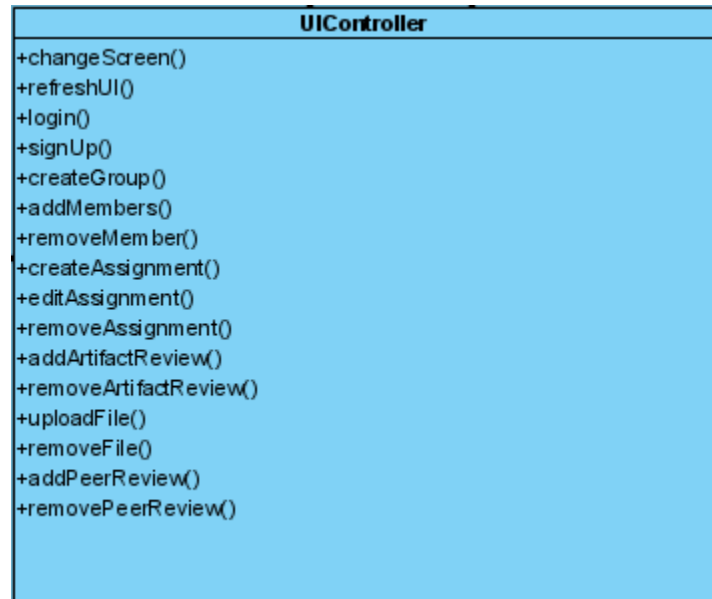 UIController
+changeScreen()
+refreshUI()
+login()
+signUp()
+createGroup()
+addMembers()
+removeMember()
+createAssignment()
+editAssignment()
+removeAssignment()
+addArtifactReview()
+removeArtifactReview()
+uploadFile()
+removeFile()
+addPeerReview()
+removePeerReview()